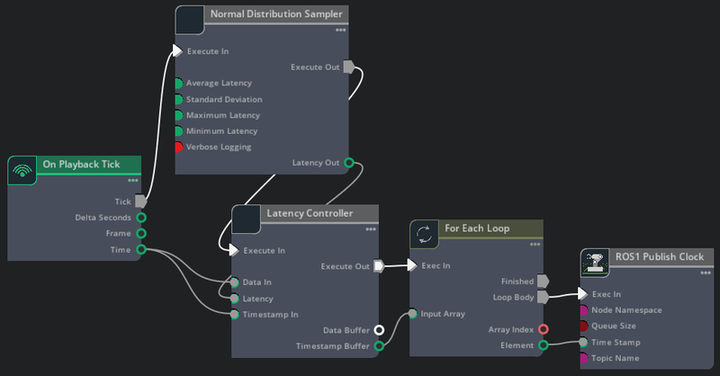 Normal Distribution Sampler
Execute In
Execute Out
Average Latency
Standard Deviation
Maximum Latency
Minimum Latency
Verbose Logging
Latency Out
On Playback Tick
Tick
Delta Seconds
Frame
Time
Latency Controller
Execute In
Execute Out
Data In
Latency
Timestamp In
Data Buffer
Timestamp Buffer
For Each Loop
Exec In
Finished
Loop Body
Input Array
Array Index
Element
ROS1 Publish Clock
Exec In
Node Namespace
Queue Size
Time Stamp
Topic Name